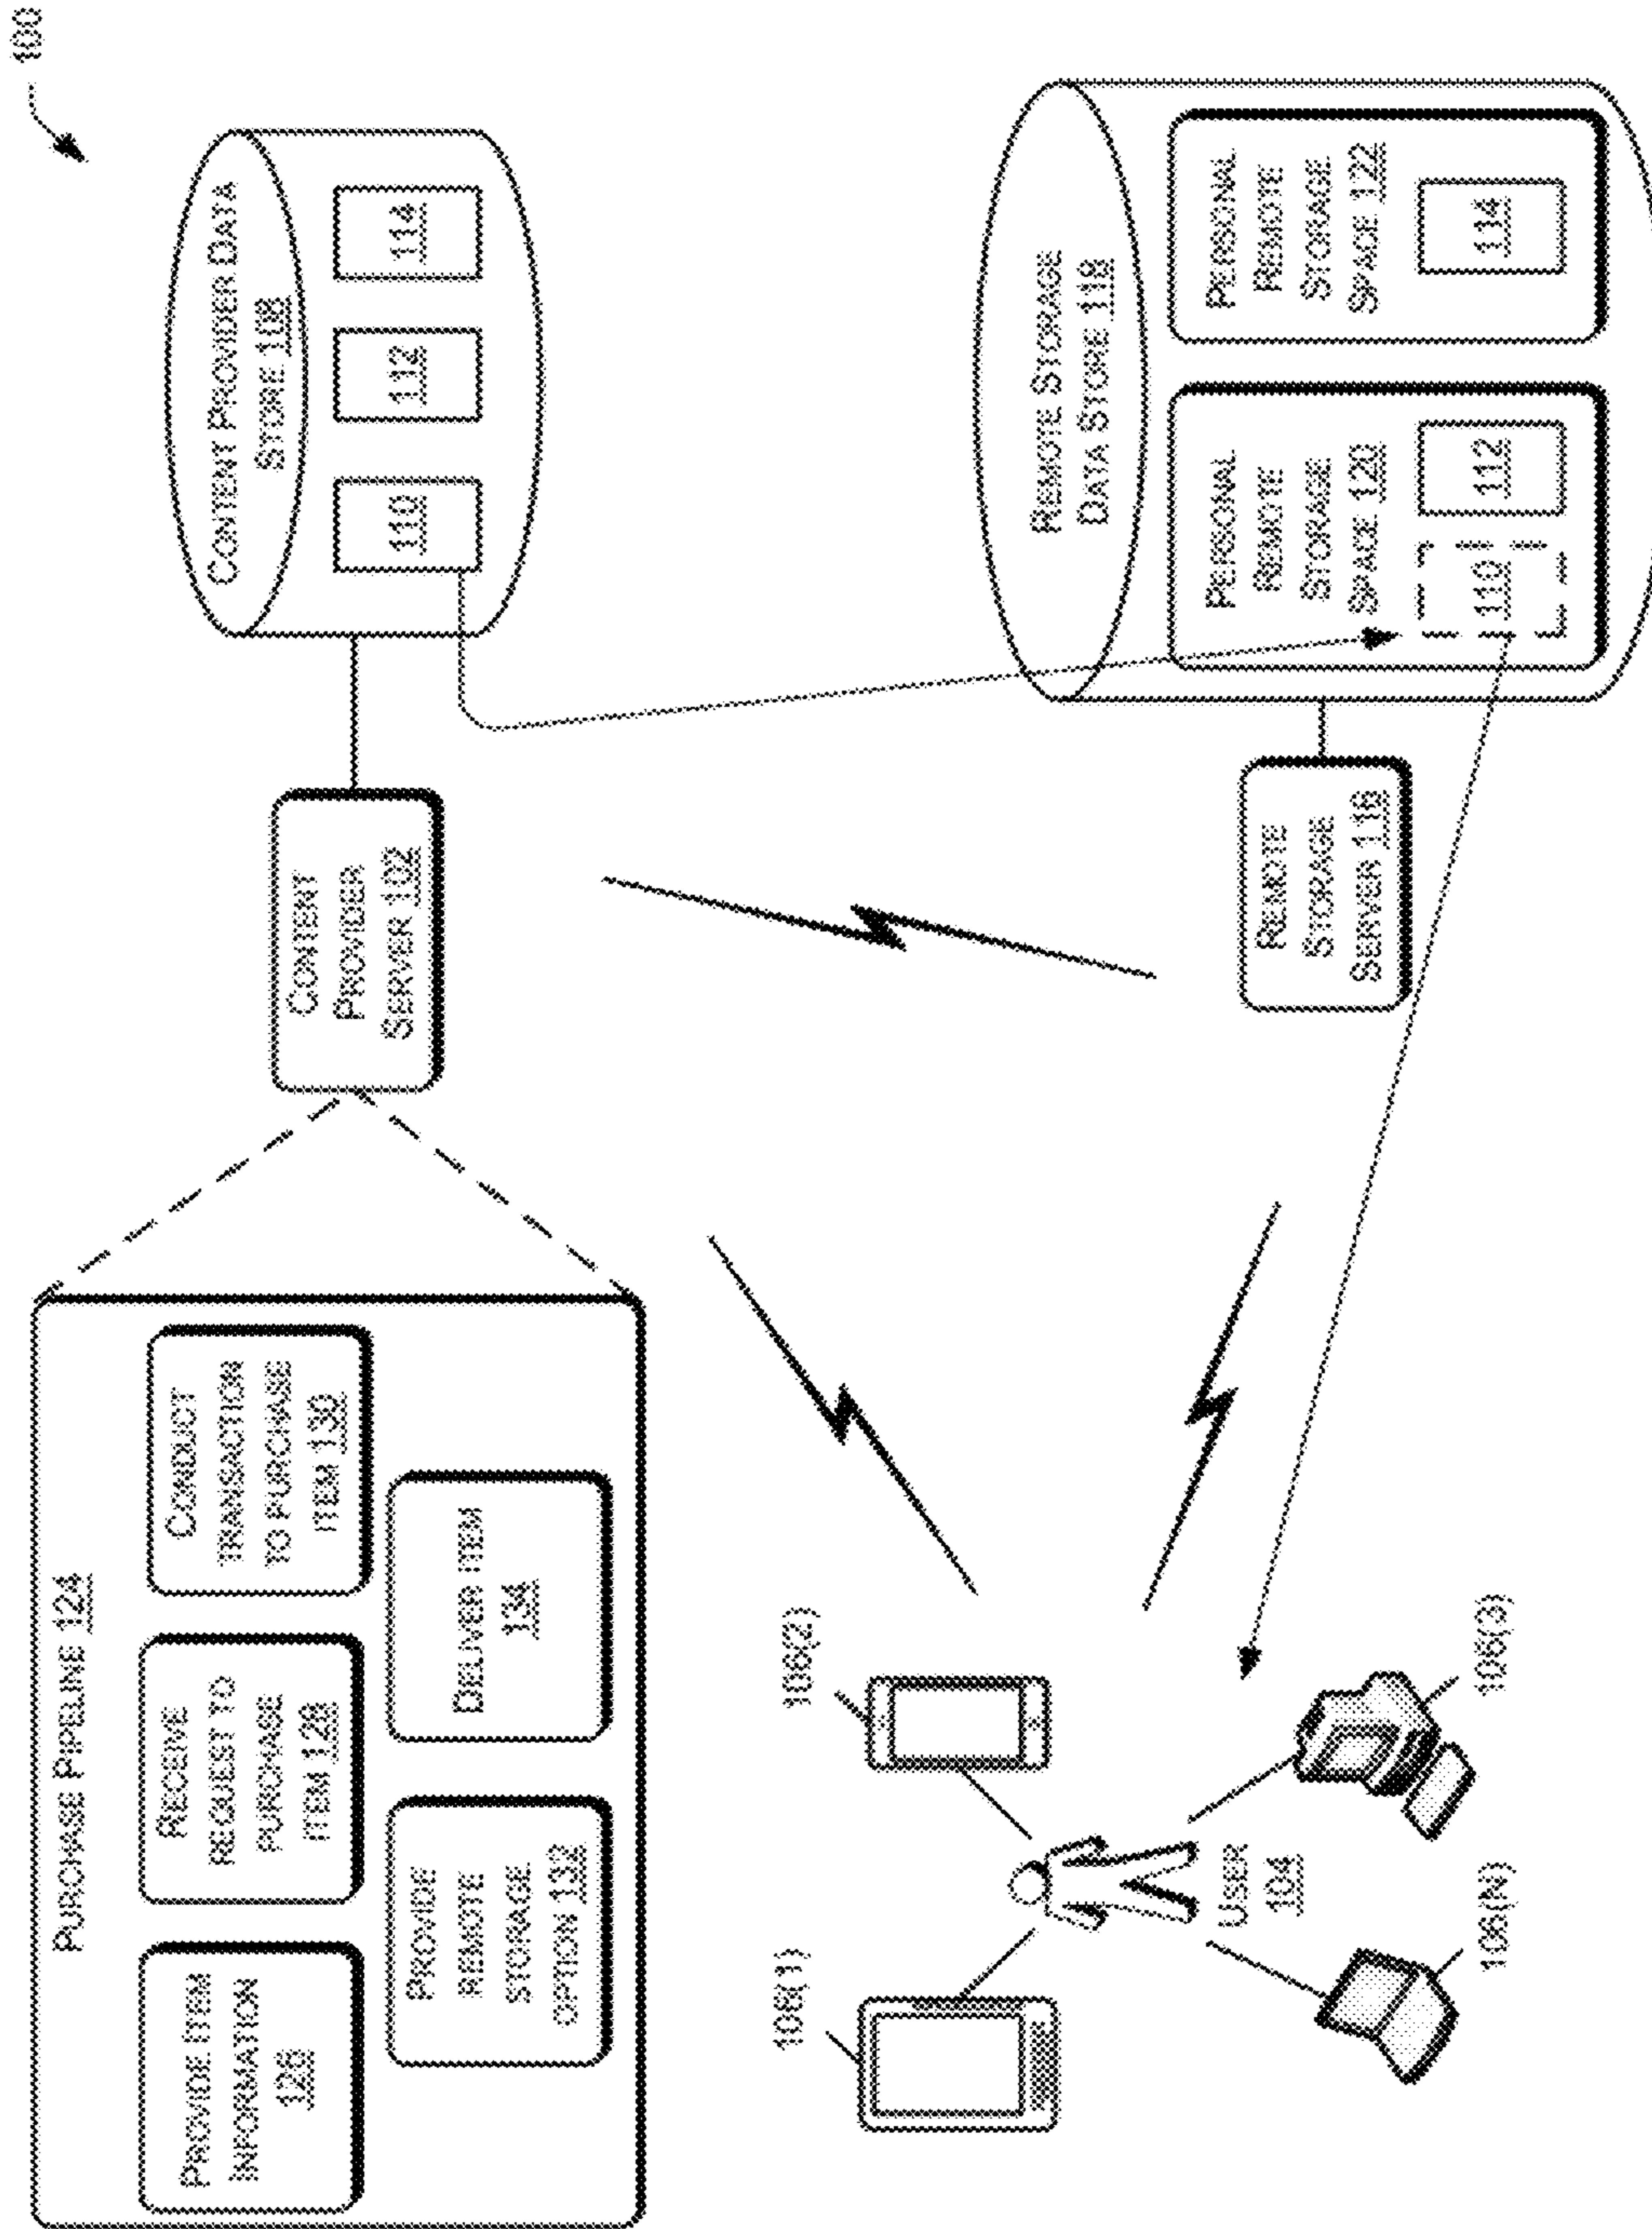 100
PURCHASE PIPELINE 124
PROVIDE ITEM
INFORMATION
126
RECEIVE
REQUEST TO
PURCHASE
ITEM 128
CONDUCT
TRANSACTION
TO PURCHASE
ITEM 130
PROVIDE
REMOTE
STORAGE
OPTION 132
DELIVER ITEM
134
CONTENT
PROVIDER
SERVER 102
CONTENT PROVIDER DATA
STORE 108
110
112
114
106(1)
106(2)
USER
104
106(N)
106(3)
REMOTE
STORAGE
SERVER 116
REMOTE STORAGE
DATA STORE 118
PERSONAL
REMOTE
STORAGE
SPACE 120
110
112
PERSONAL
REMOTE
STORAGE
SPACE 122
114